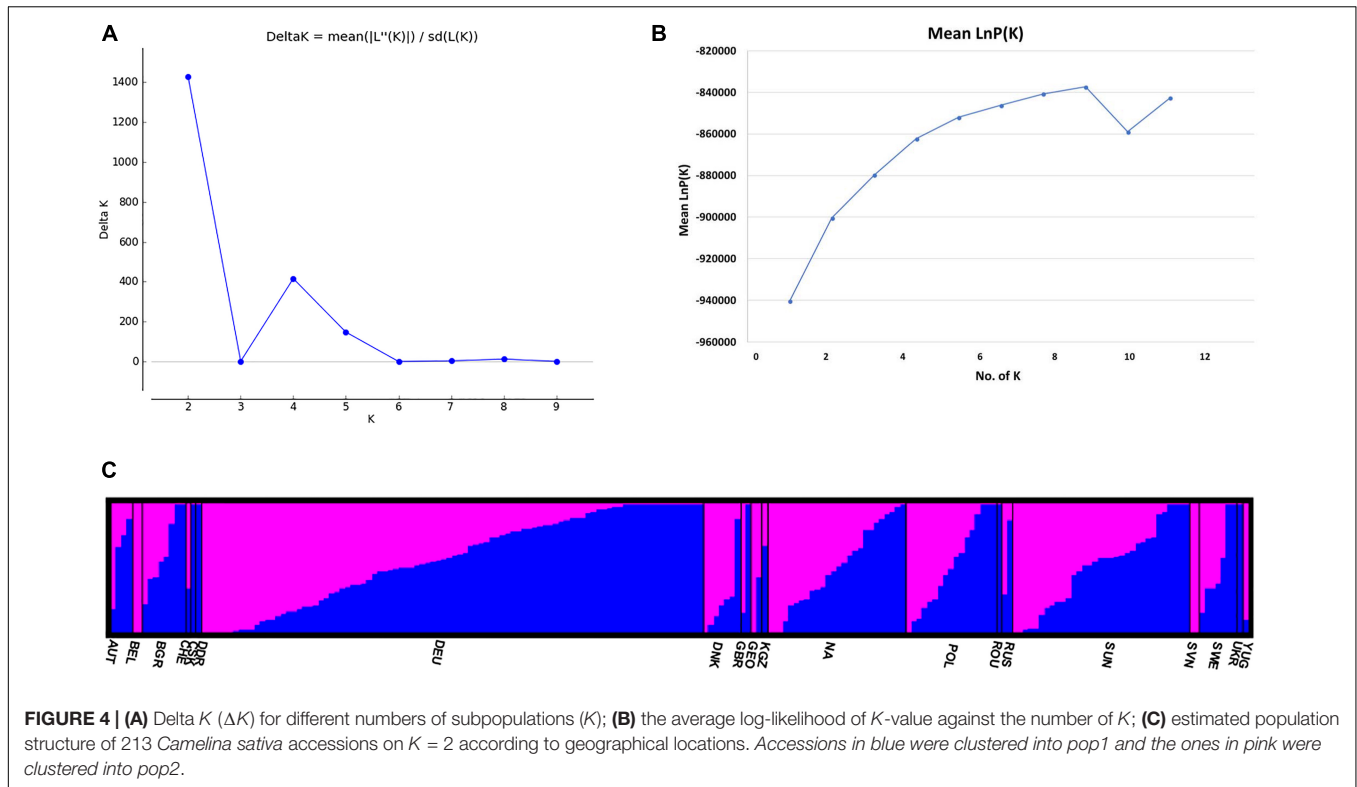 A
DeltaK = mean(|L''(K)|) / sd(L(K))
1400
1200
1000
800
600
400
200
0
Delta K
2 3 4 5 6 7 8 9
K
B
Mean LnP(K)
-820000
-840000
-860000
-880000
-900000
-920000
-940000
-960000
Mean LnP(K)
0 2 4 6 8 10 12
No. of K
C
AUT BEL BGR CHE DDR DEU DNK GBR GEO KGZ NA POL ROU RUS SUN SVN SWE UKR YUG
FIGURE 4 | (A) Delta K (ΔK) for different numbers of subpopulations (K); (B) the average log-likelihood of K-value against the number of K; (C) estimated population
structure of 213 Camelina sativa accessions on K = 2 according to geographical locations. Accessions in blue were clustered into pop1 and the ones in pink were
clustered into pop2.